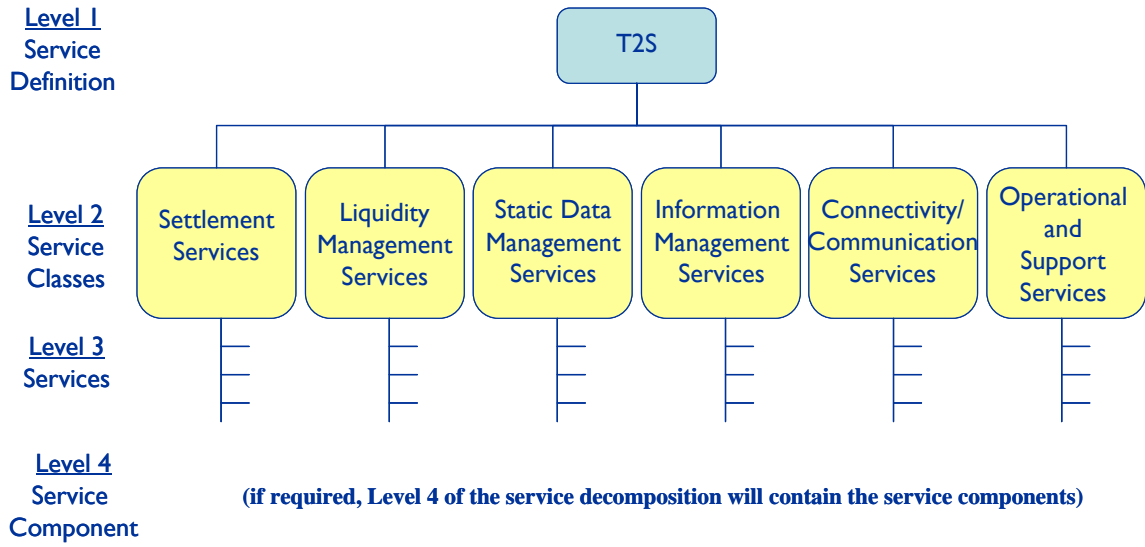 Level 1
Service
Definition
T2S
Level 2
Service
Classes
Settlement
Services
Liquidity
Management
Services
Static Data
Management
Services
Information
Management
Services
Connectivity/
Communication
Services
Operational
and
Support
Services
Level 3
Services
Level 4
Service
Component
(if required, Level 4 of the service decomposition will contain the service components)